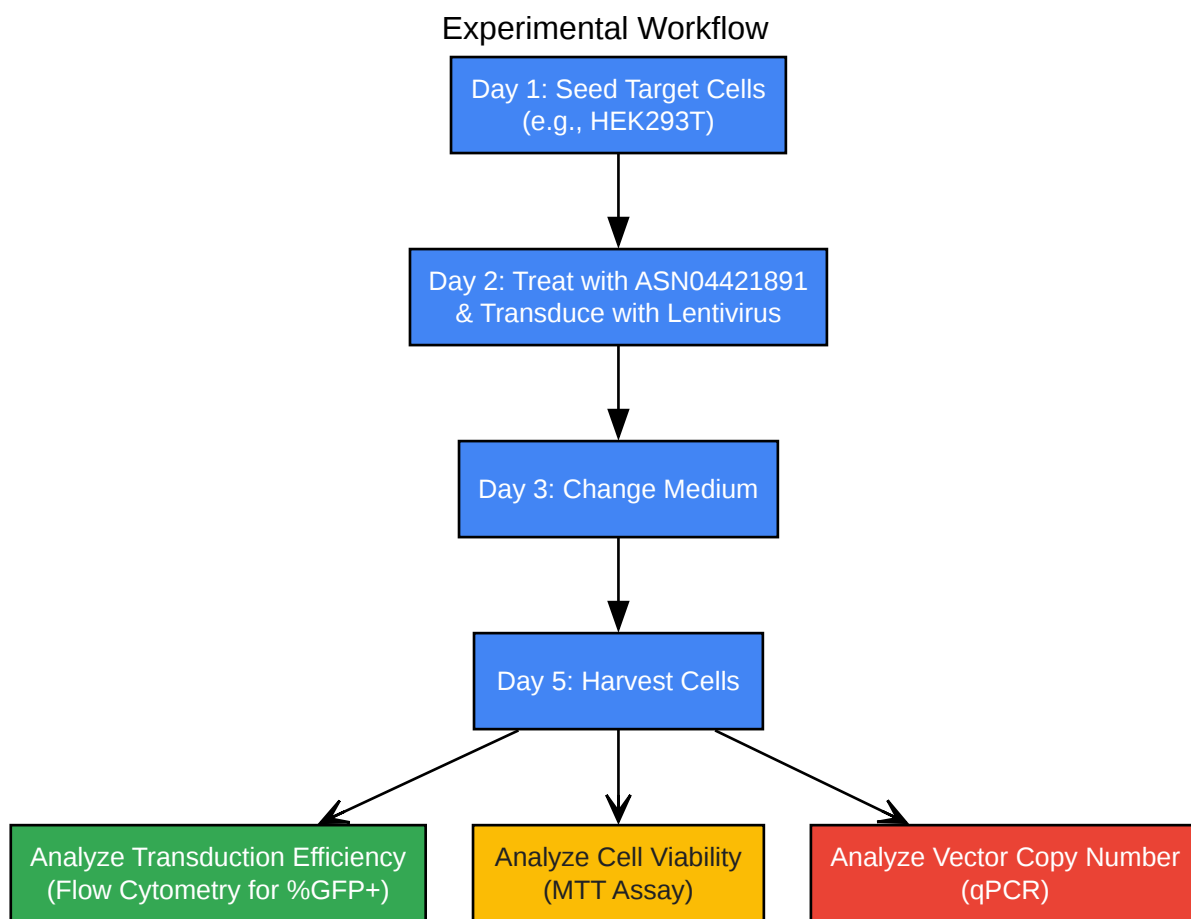 Experimental Workflow
Day 1: Seed Target Cells
(e.g., HEK293T)
Day 2: Treat with ASN04421891
& Transduce with Lentivirus
Day 3: Change Medium
Day 5: Harvest Cells
Analyze Transduction Efficiency
(Flow Cytometry for %GFP+)
Analyze Cell Viability
(MTT Assay)
Analyze Vector Copy Number
(qPCR)